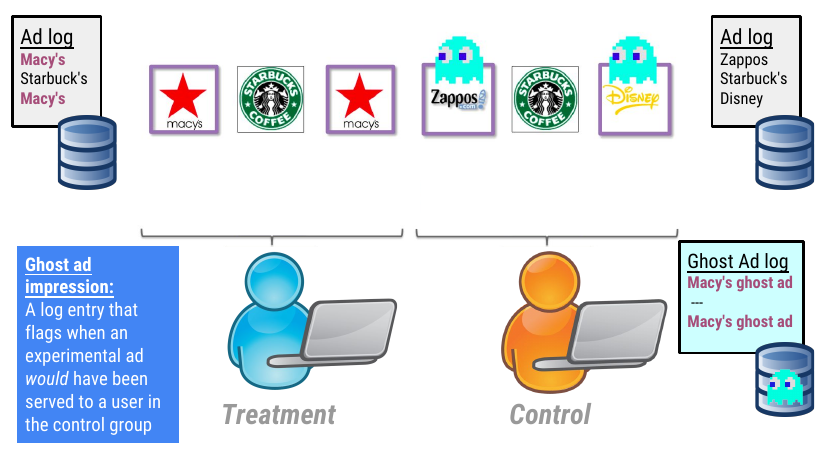 Ad log
Macy's
Starbuck's
Macy's
macy's
STARBUCKS
COFFEE
macy's
Zappos
.com
STARBUCKS
COFFEE
Disney
Ad log
Zappos
Starbuck's
Disney
Ghost ad
impression:
A log entry that
flags when an
experimental ad
would have been
served to a user in
the control group
Treatment
Control
Ghost Ad log
Macy's ghost ad
---
Macy's ghost ad